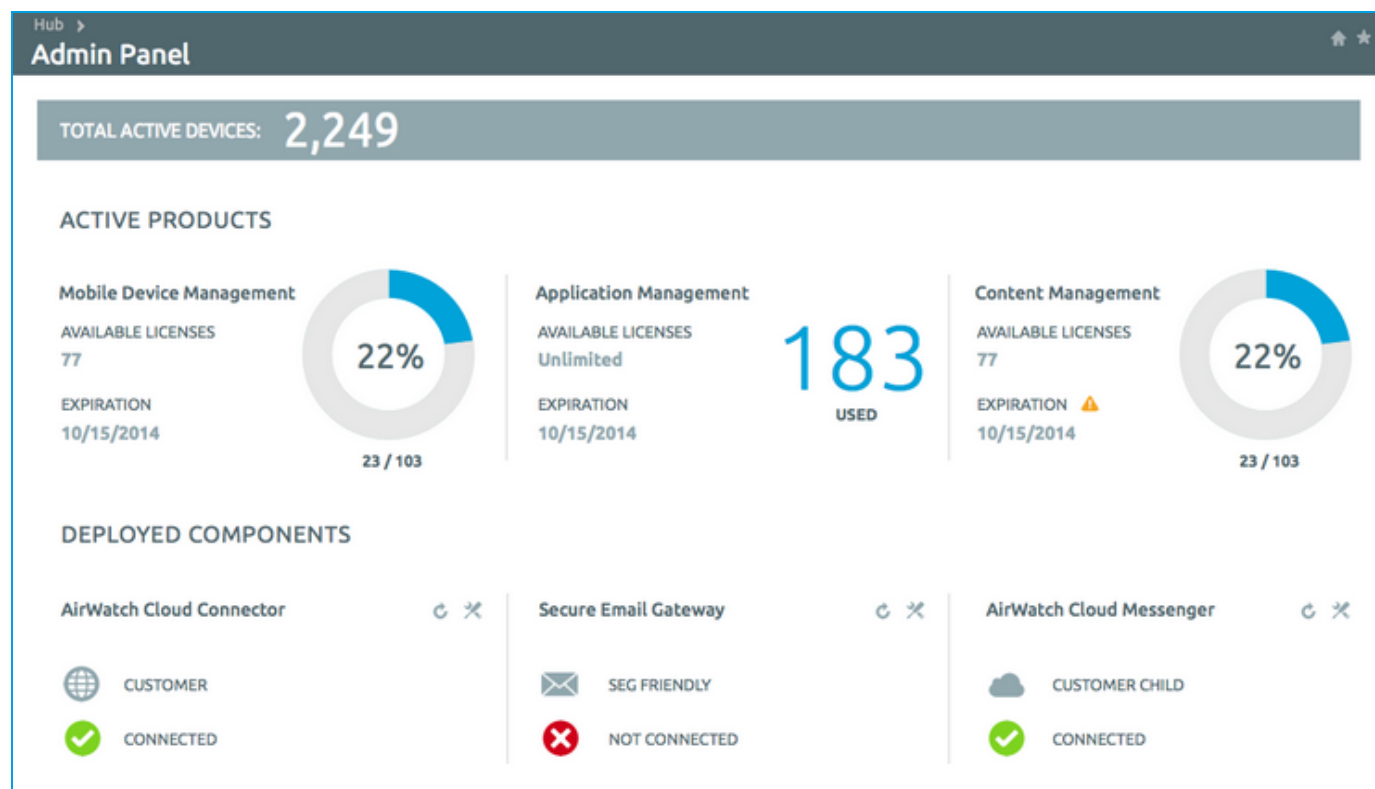 Hub >
Admin Panel
TOTAL ACTIVE DEVICES: 2,249
ACTIVE PRODUCTS
Mobile Device Management
AVAILABLE LICENSES
77
EXPIRATION
10/15/2014
22%
23 / 103
Application Management
AVAILABLE LICENSES
Unlimited
EXPIRATION
10/15/2014
183
USED
Content Management
AVAILABLE LICENSES
77
EXPIRATION
10/15/2014
22%
23 / 103
DEPLOYED COMPONENTS
AirWatch Cloud Connector
CUSTOMER
CONNECTED
Secure Email Gateway
SEG FRIENDLY
NOT CONNECTED
AirWatch Cloud Messenger
CUSTOMER CHILD
CONNECTED